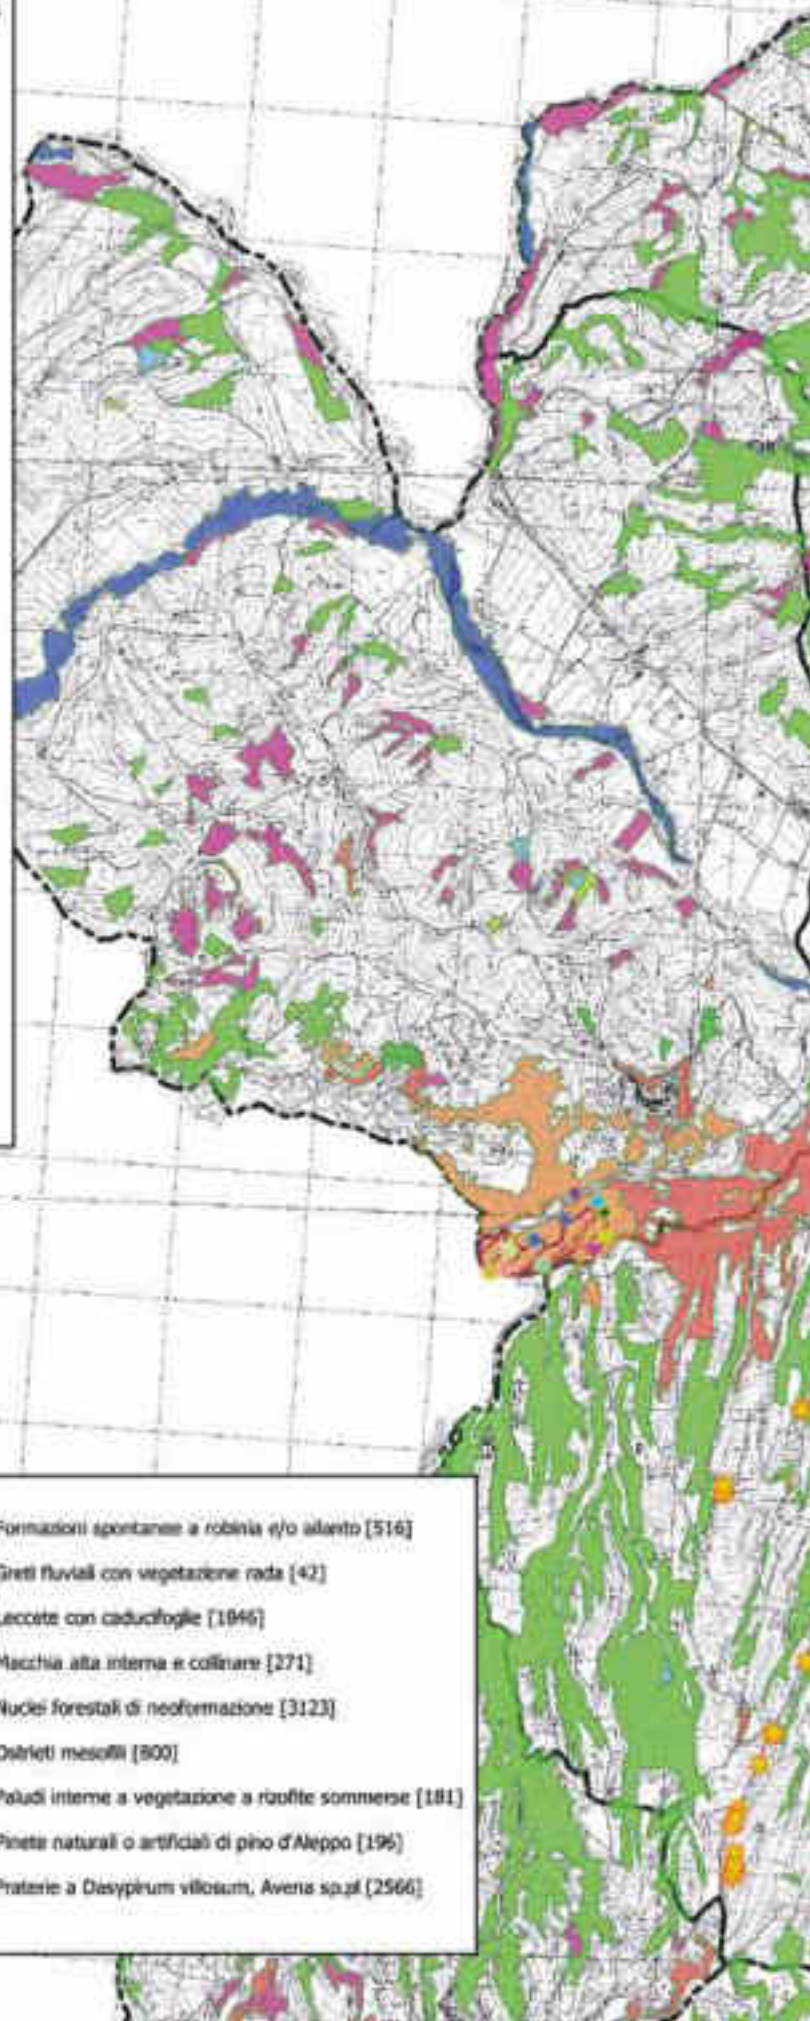 Formazioni spontanee a robinia e/o ailanto [516]
Greti fluviali con vegetazione rada [42]
Leccete con caducifoglie [1846]
Macchia alta interna e collinare [271]
Nuclei forestali di neoformazione [3123]
Ostrieti mesofili [800]
Paludi interne a vegetazione a rizofite sommerse [181]
Pinete naturali o artificiali di pino d'Aleppo [196]
Praterie a Dasypirum villosum, Avena sp.pl [2566]